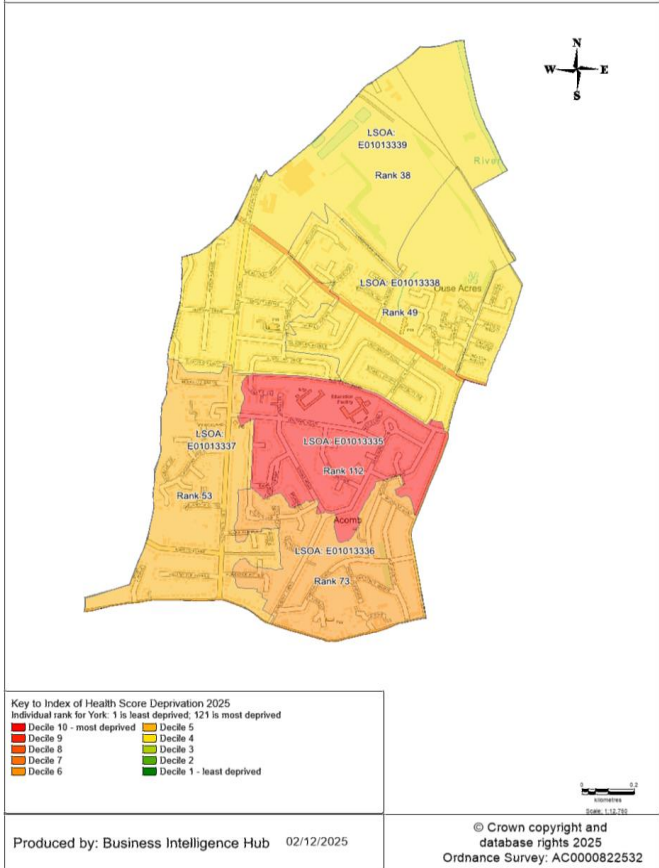 N
W E
S
LSOA:
E01013339
Rank 38
River
LSOA: E01013338
Ouse Acres
Rank 49
LSOA: E01013335
Rank 112
LSOA:
E01013337
Rank 53
Acomb
LSOA: E01013336
Rank 73
Key to Index of Health Score Deprivation 2025
Individual rank for York: 1 is least deprived; 121 is most deprived
Decile 10 - most deprived Decile 5
Decile 9 Decile 4
Decile 8 Decile 3
Decile 7 Decile 2
Decile 6 Decile 1 - least deprived
0 0.2
kilometres
Scale: 1:12,760
Produced by: Business Intelligence Hub 02/12/2025
© Crown copyright and
database rights 2025
Ordnance Survey: AC0000822532